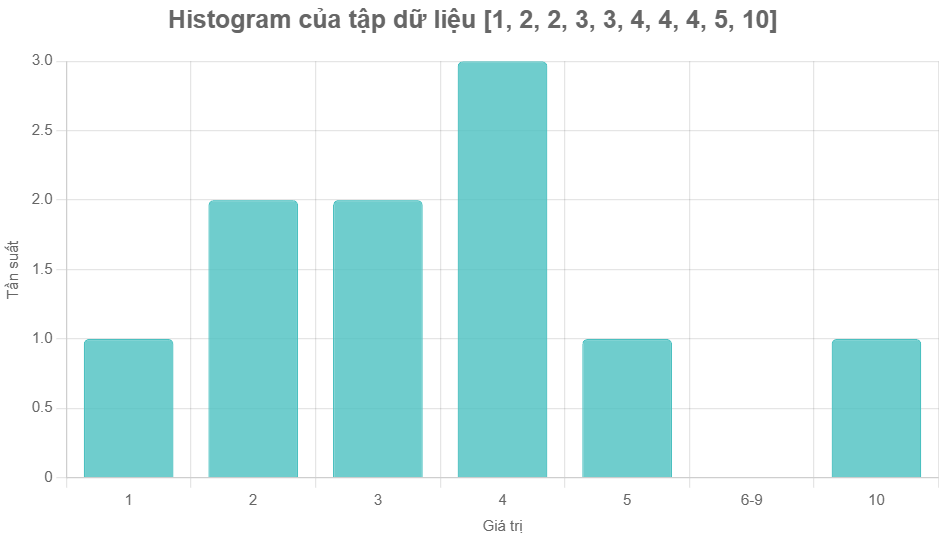 Histogram của tập dữ liệu [1, 2, 2, 3, 3, 4, 4, 4, 5, 10]
3.0
2.5
2.0
1.5
1.0
0.5
0
Tần suất
1 2 3 4 5 6-9 10
Giá trị